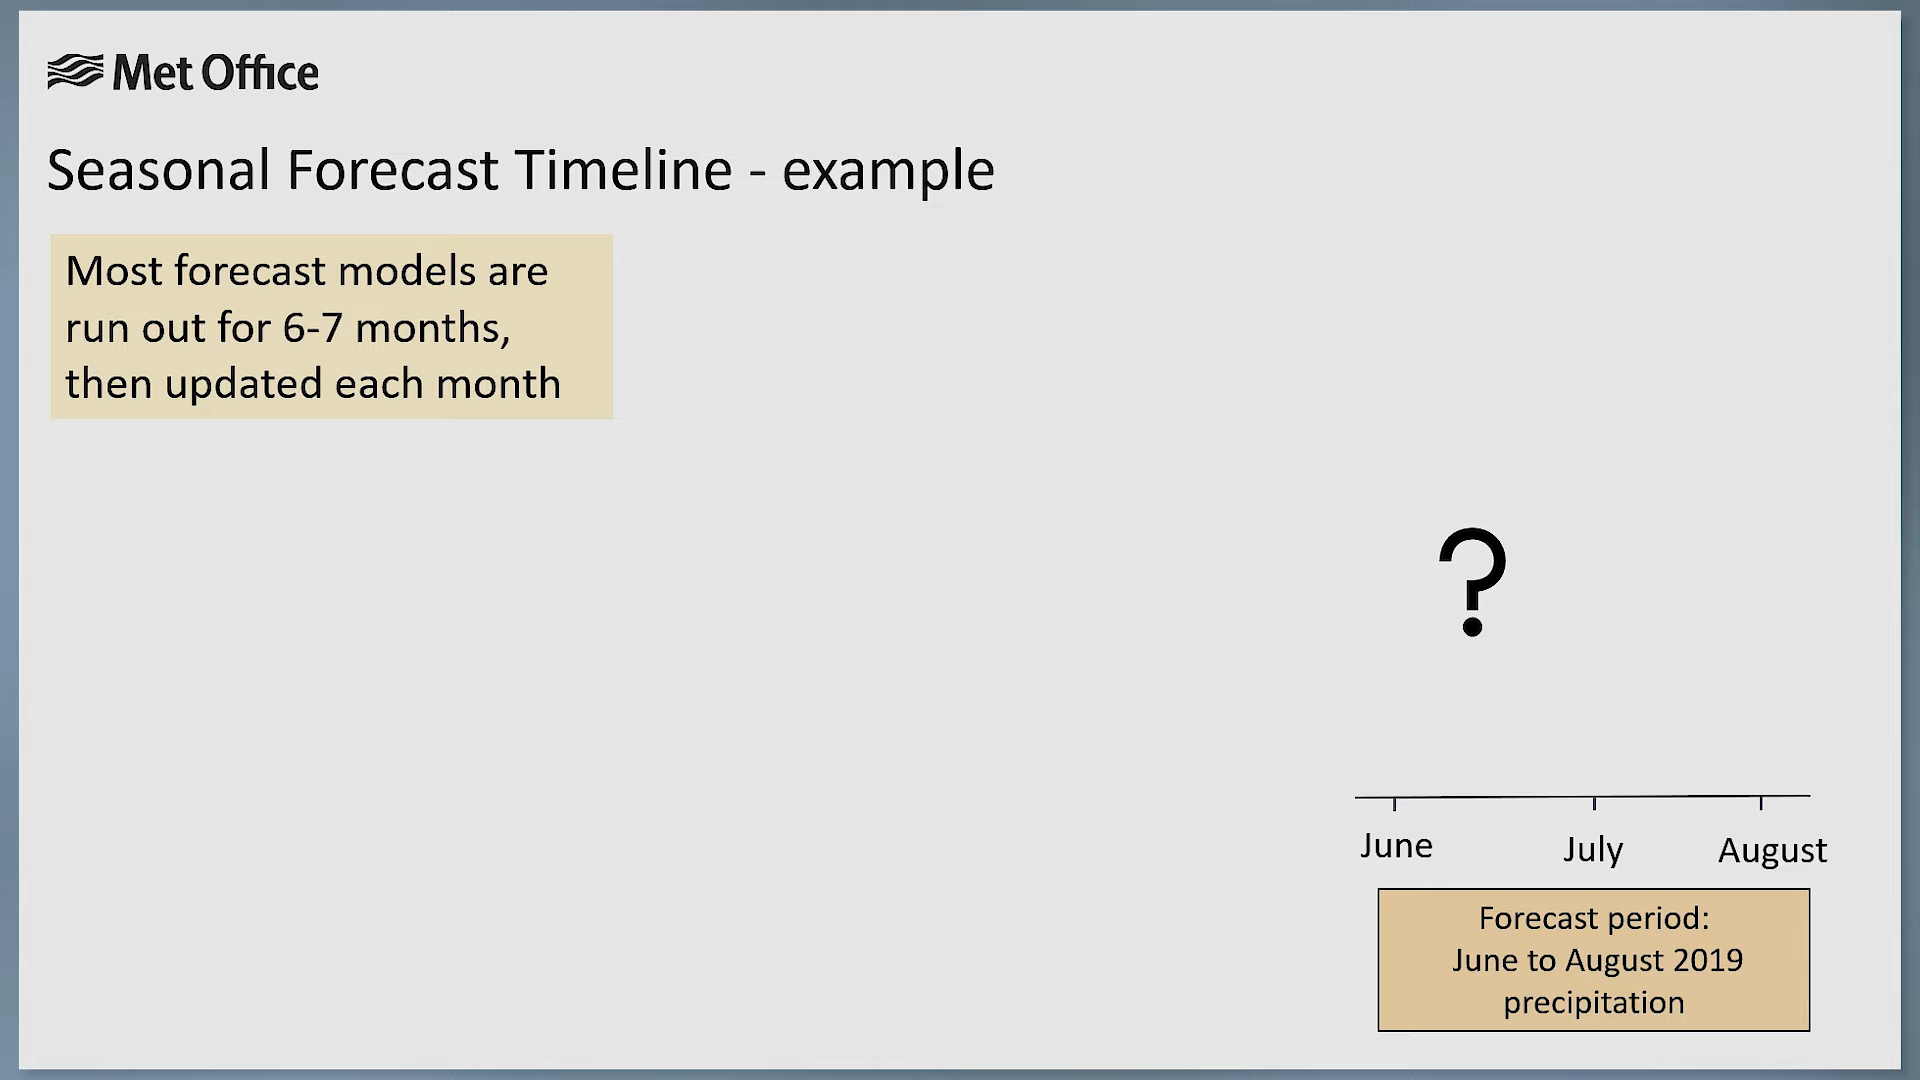 Met Office
Seasonal Forecast Timeline - example
Most forecast models are
run out for 6-7 months,
then updated each month
?
June July August
Forecast period:
June to August 2019
precipitation